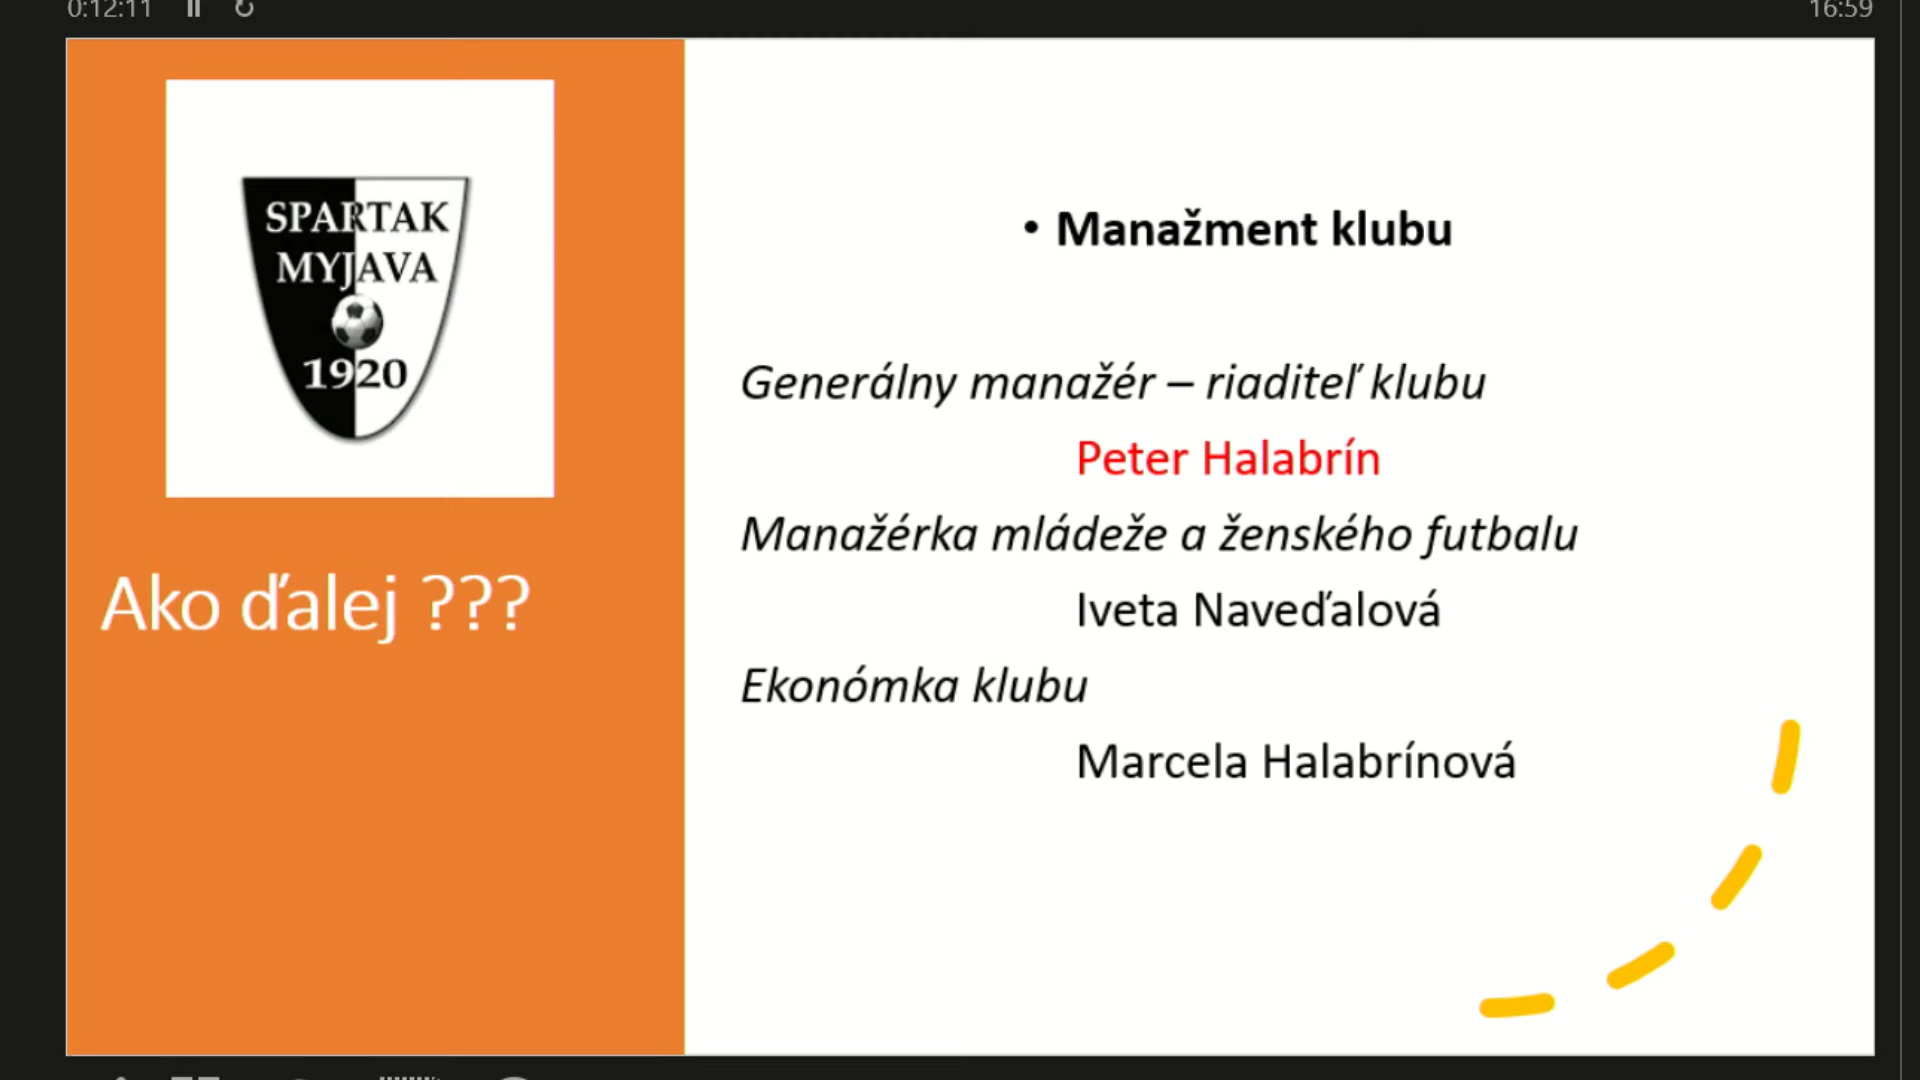 0:12:11
16:59
SPARTAK
MYJAVA
1920
Ako ďalej ???
• Manažment klubu
Generálny manažér – riaditeľ klubu
Peter Halabrín
Manažérka mládeže a ženského futbalu
Iveta Naveďalová
Ekonómka klubu
Marcela Halabrínová